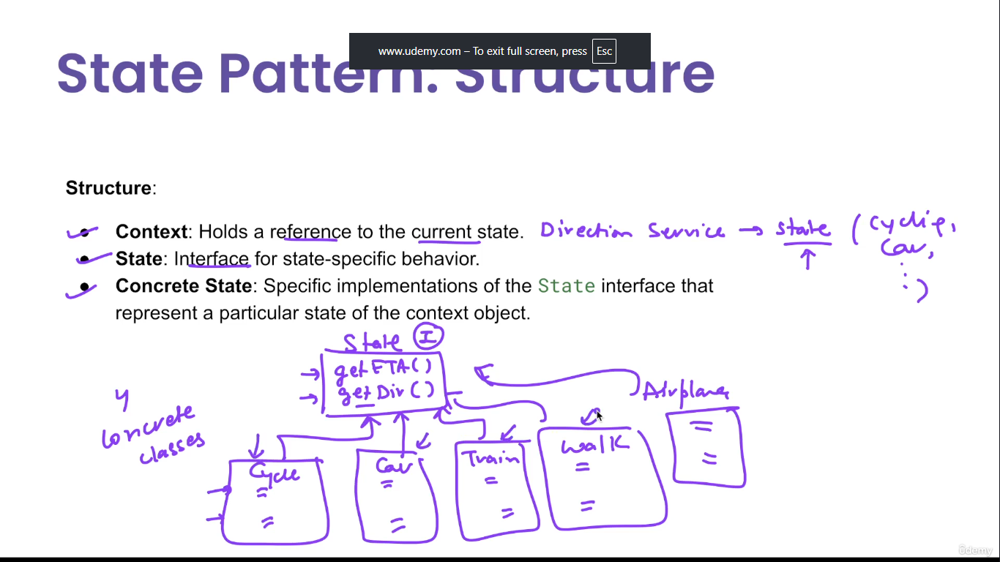 www.udemy.com – To exit full screen, press Esc
State Pattern: Structure
Structure:
Context: Holds a reference to the current state. Direction Service → State (cycling,
Car,
:)
State: Interface for state-specific behavior.
Concrete State: Specific implementations of the State interface that
represent a particular state of the context object.
State I
getETA()
getDir()
Airplane
4
concrete
classes
Cycle
Car
Train
Walk
ûdemy